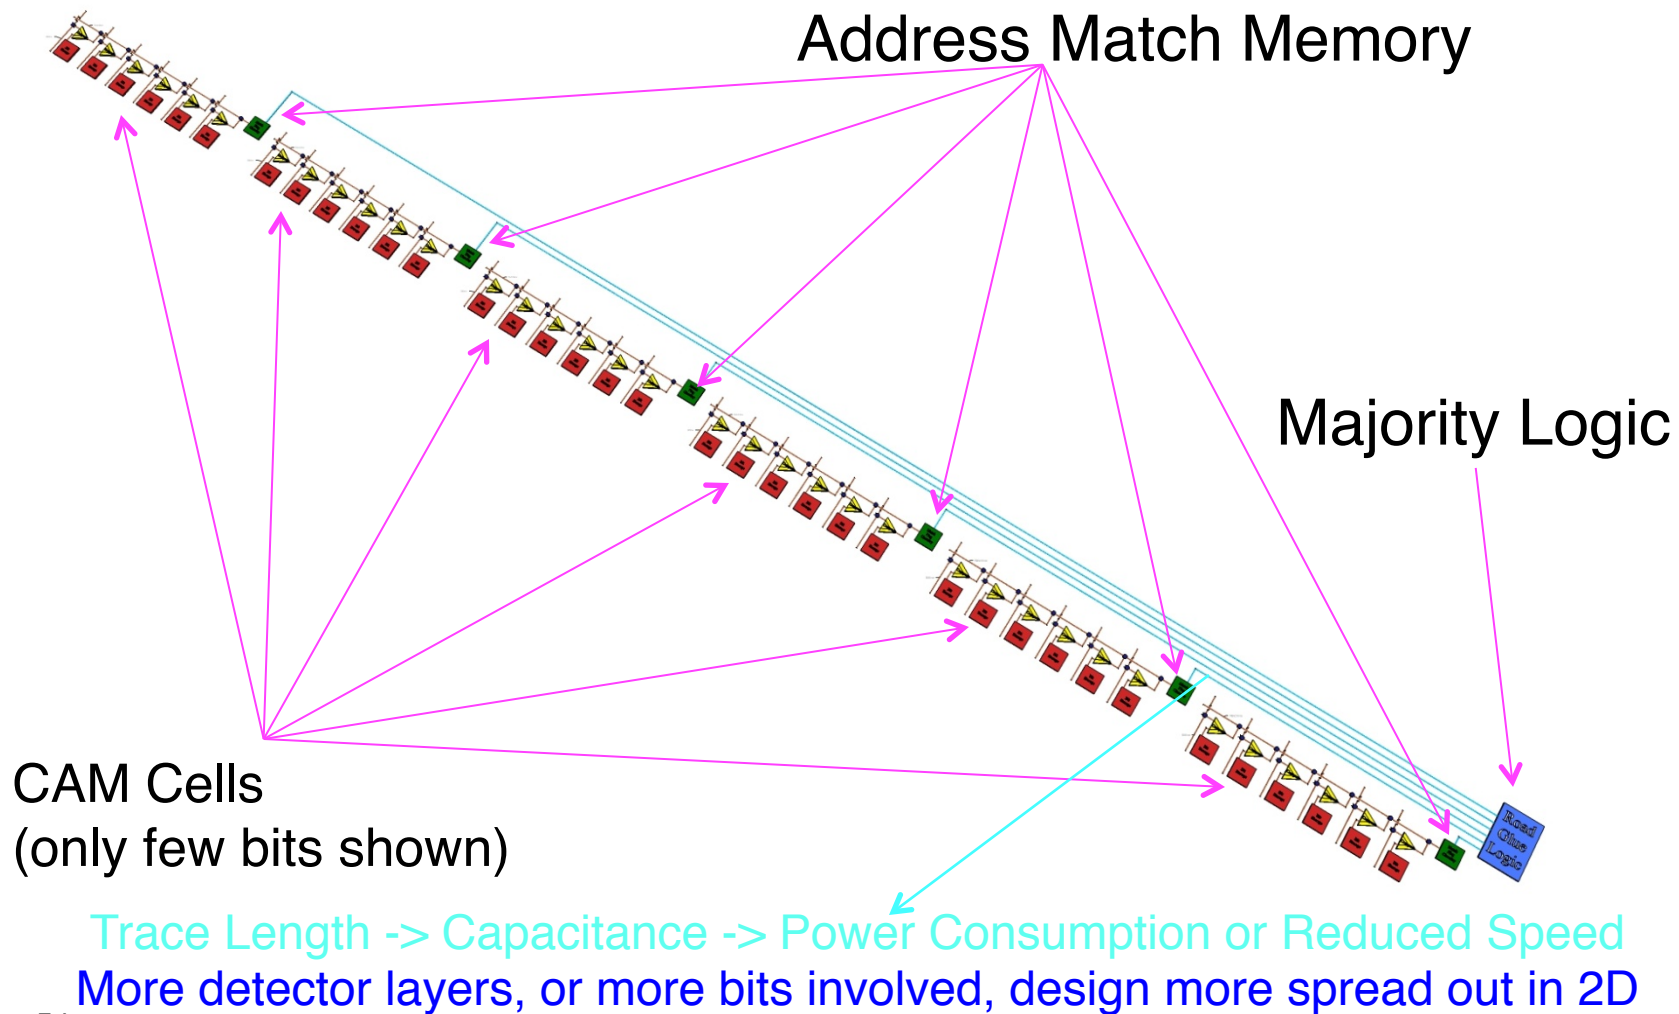 Address Match Memory
Majority Logic
CAM Cells
(only few bits shown)
Road
Glue
Logic
Trace Length -> Capacitance -> Power Consumption or Reduced Speed
More detector layers, or more bits involved, design more spread out in 2D